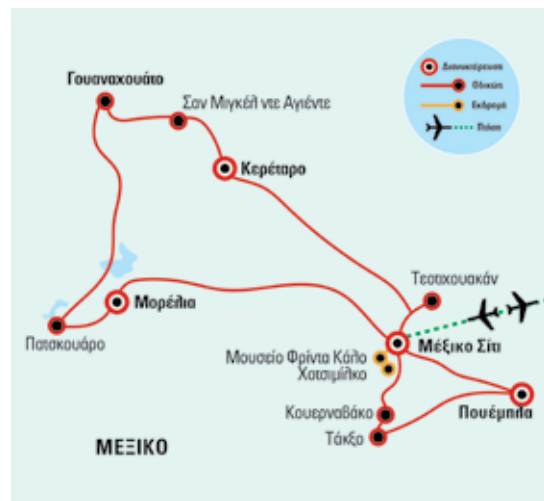 Γουαναχουάτο
Σαν Μιγκέλ ντε Αγιέντε
Κερέταρο
Διανυκτέρευση
Οδικώς
Εκδρομή
Πτήση
Τεοτιχουακάν
Μορέλια
Πατσκουάρο
Μέξικο Σίτι
Μουσείο Φρίντα Κάλο
Χοτσιμίλκο
Πουέμπλα
Κουερναβάκα
Τάκξο
ΜΕΞΙΚΟ